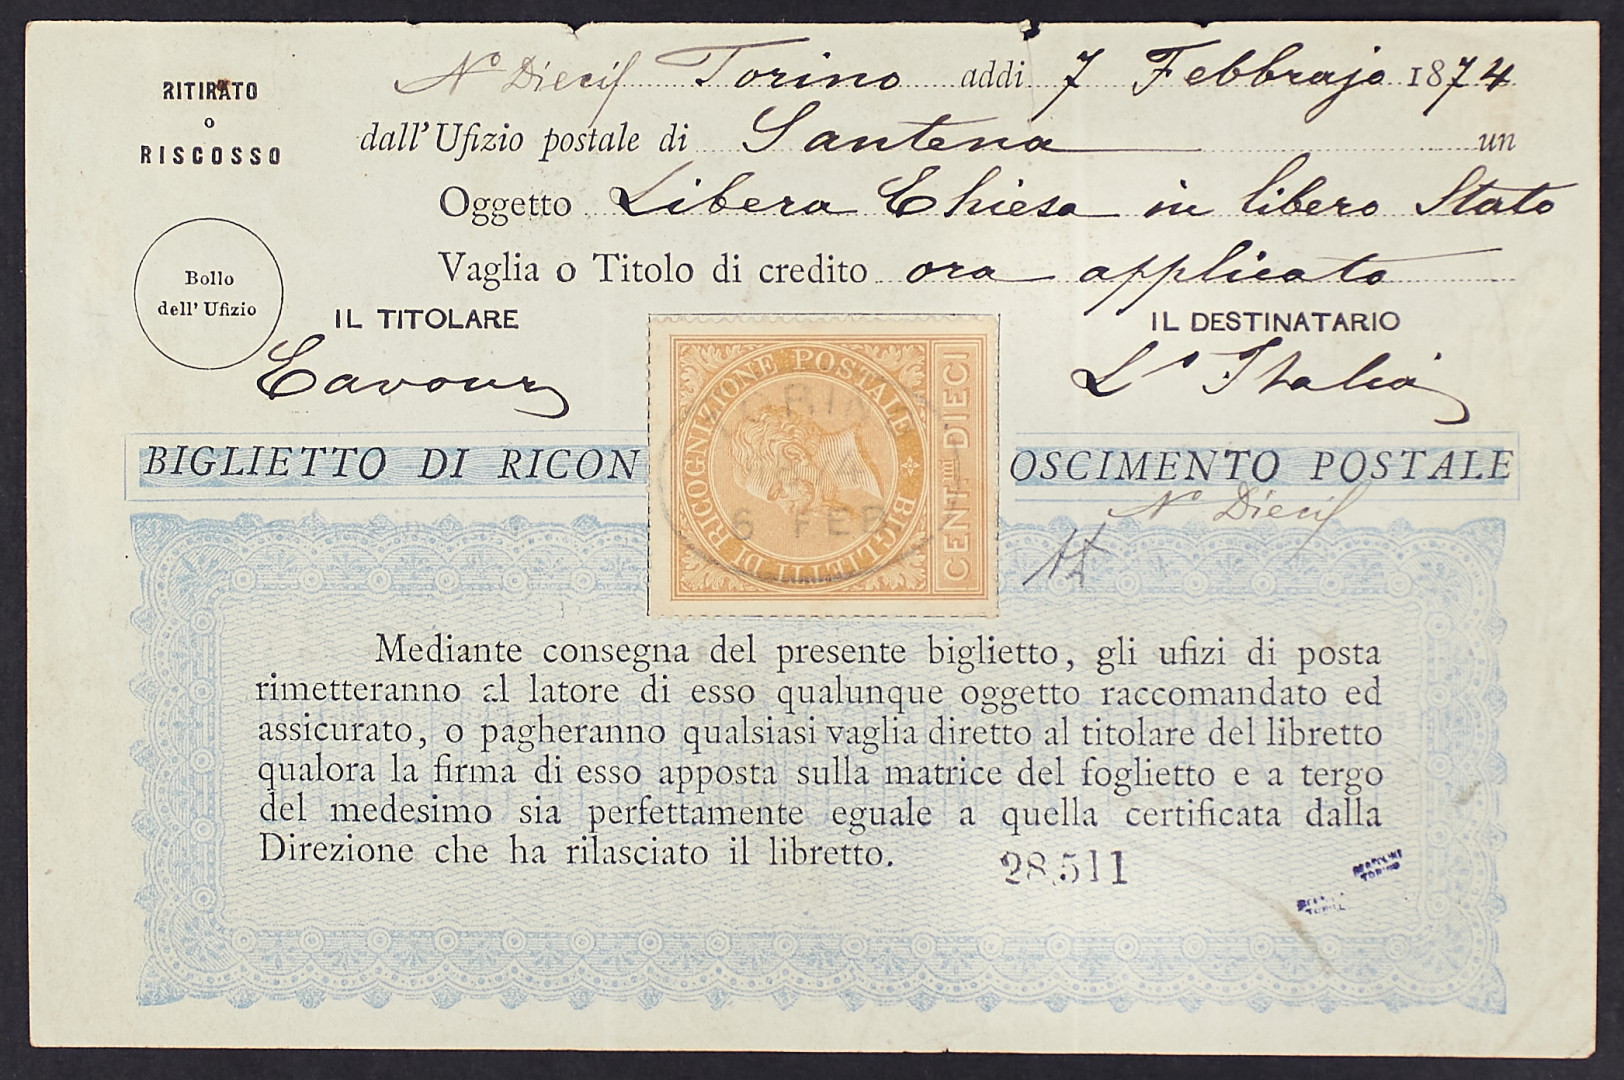 RITIRATO
O
RISCOSSO
Bollo
dell' Ufizio
N° Torino addì 7 Febbrajo 1874
dall' Ufizio postale di Santena un
Oggetto Libera Chiesa in libero Stato
Vaglia o Titolo di credito ora applicato
IL TITOLARE
Cavour
IL DESTINATARIO
L' Italia
BIGLIETTI DI RICOGNIZIONE POSTALE
CENT.MI DIECI
6 FEB
BIGLIETTO DI RICONOSCIMENTO POSTALE
N°
Mediante consegna del presente biglietto, gli ufizi di posta
rimetteranno al latore di esso qualunque oggetto raccomandato ed
assicurato, o pagheranno qualsiasi vaglia diretto al titolare del libretto
qualora la firma di esso apposta sulla matrice del foglietto e a tergo
del medesimo sia perfettamente eguale a quella certificata dalla
Direzione che ha rilasciato il libretto.
28,511
TORINO